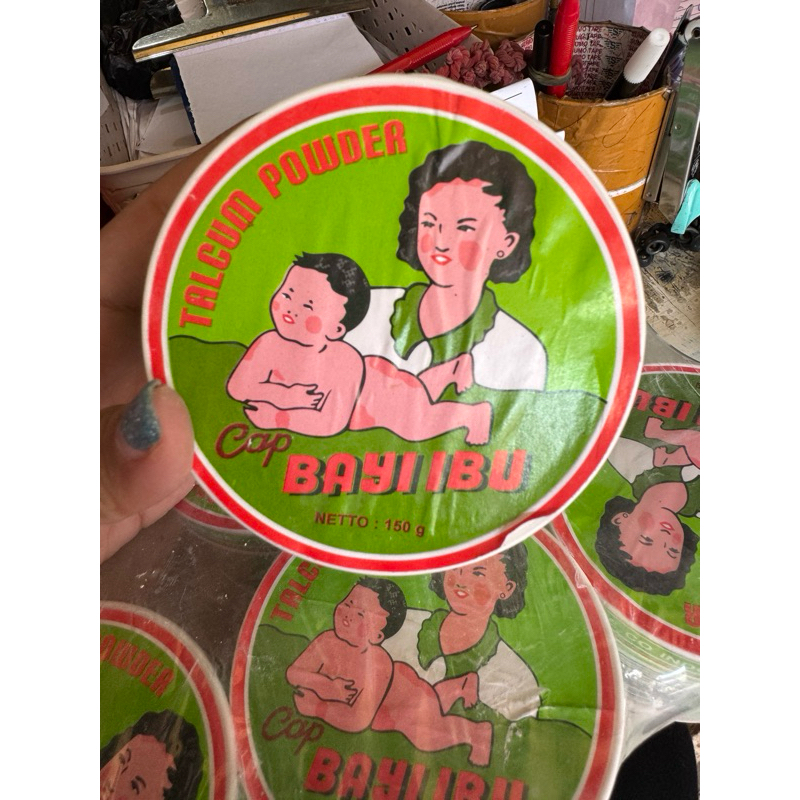 TALCUM POWDER
Cap
BAYI IBU
NETTO : 150 g
TALC
Cap
BAYI IBU
POWDER
IBU